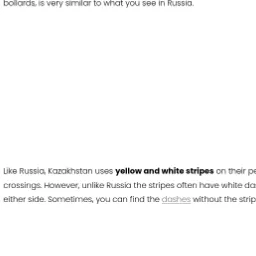 bollards, is very similar to what you see in Russia.
Like Russia, Kazakhstan uses yellow and white stripes on their pe
crossings. However, unlike Russia the stripes often have white da
either side. Sometimes, you can find the dashes without the strip